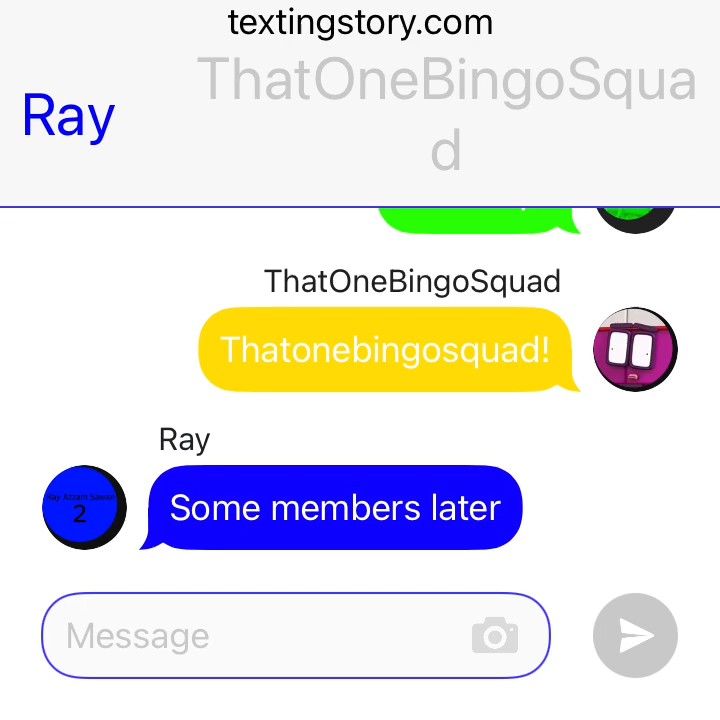 textingstory.com
Ray
ThatOneBingoSqua
d
ThatOneBingoSquad
Thatonebingosquad!
Ray
Ray Azzam Sawan
2
Some members later
Message